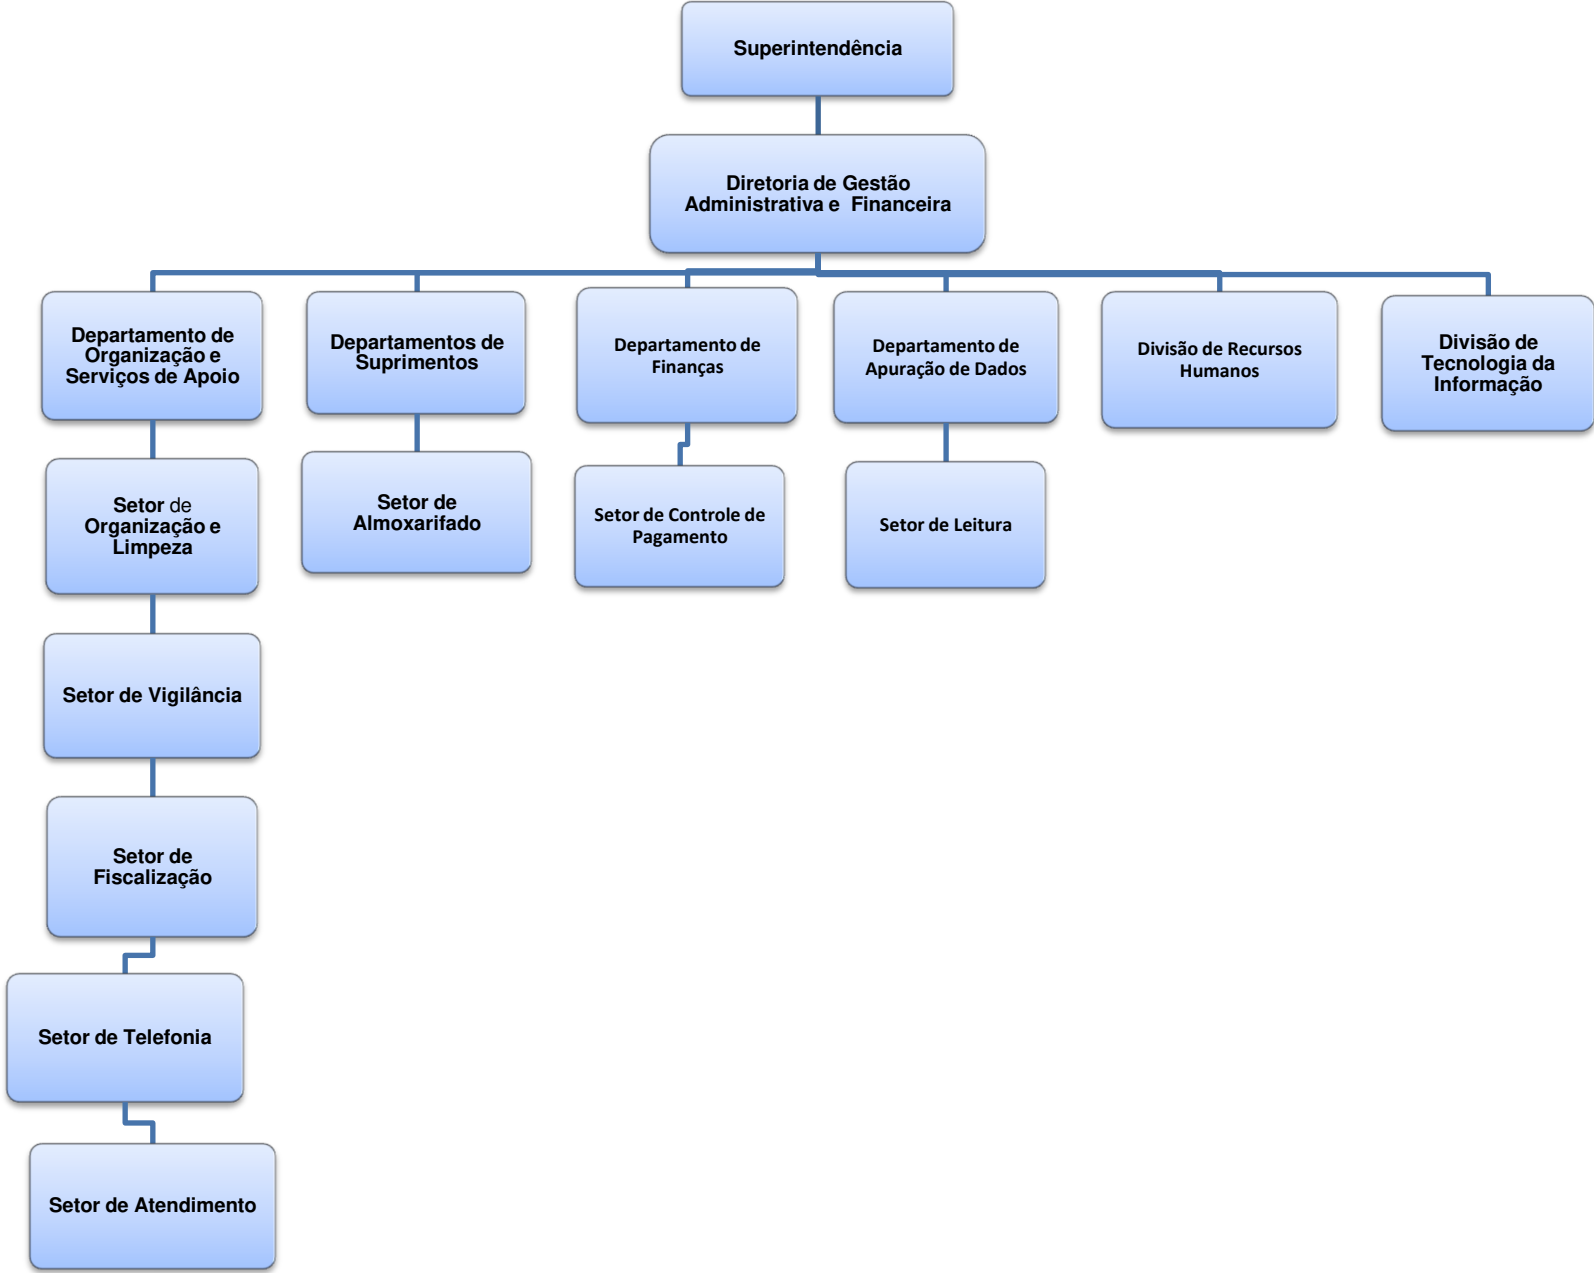 Superintendência
Diretoria de Gestão
Administrativa e  Financeira
Departamento de
Organização e
Serviços de Apoio
Departamentos de
Suprimentos
Departamento de
Finanças
Departamento de
Apuração de Dados
Divisão de Recursos
Humanos
Divisão de
Tecnologia da
Informação
Setor de
Organização e
Limpeza
Setor de
Almoxarifado
Setor de Controle de
Pagamento
Setor de Leitura
Setor de Vigilância
Setor de
Fiscalização
Setor de Telefonia
Setor de Atendimento